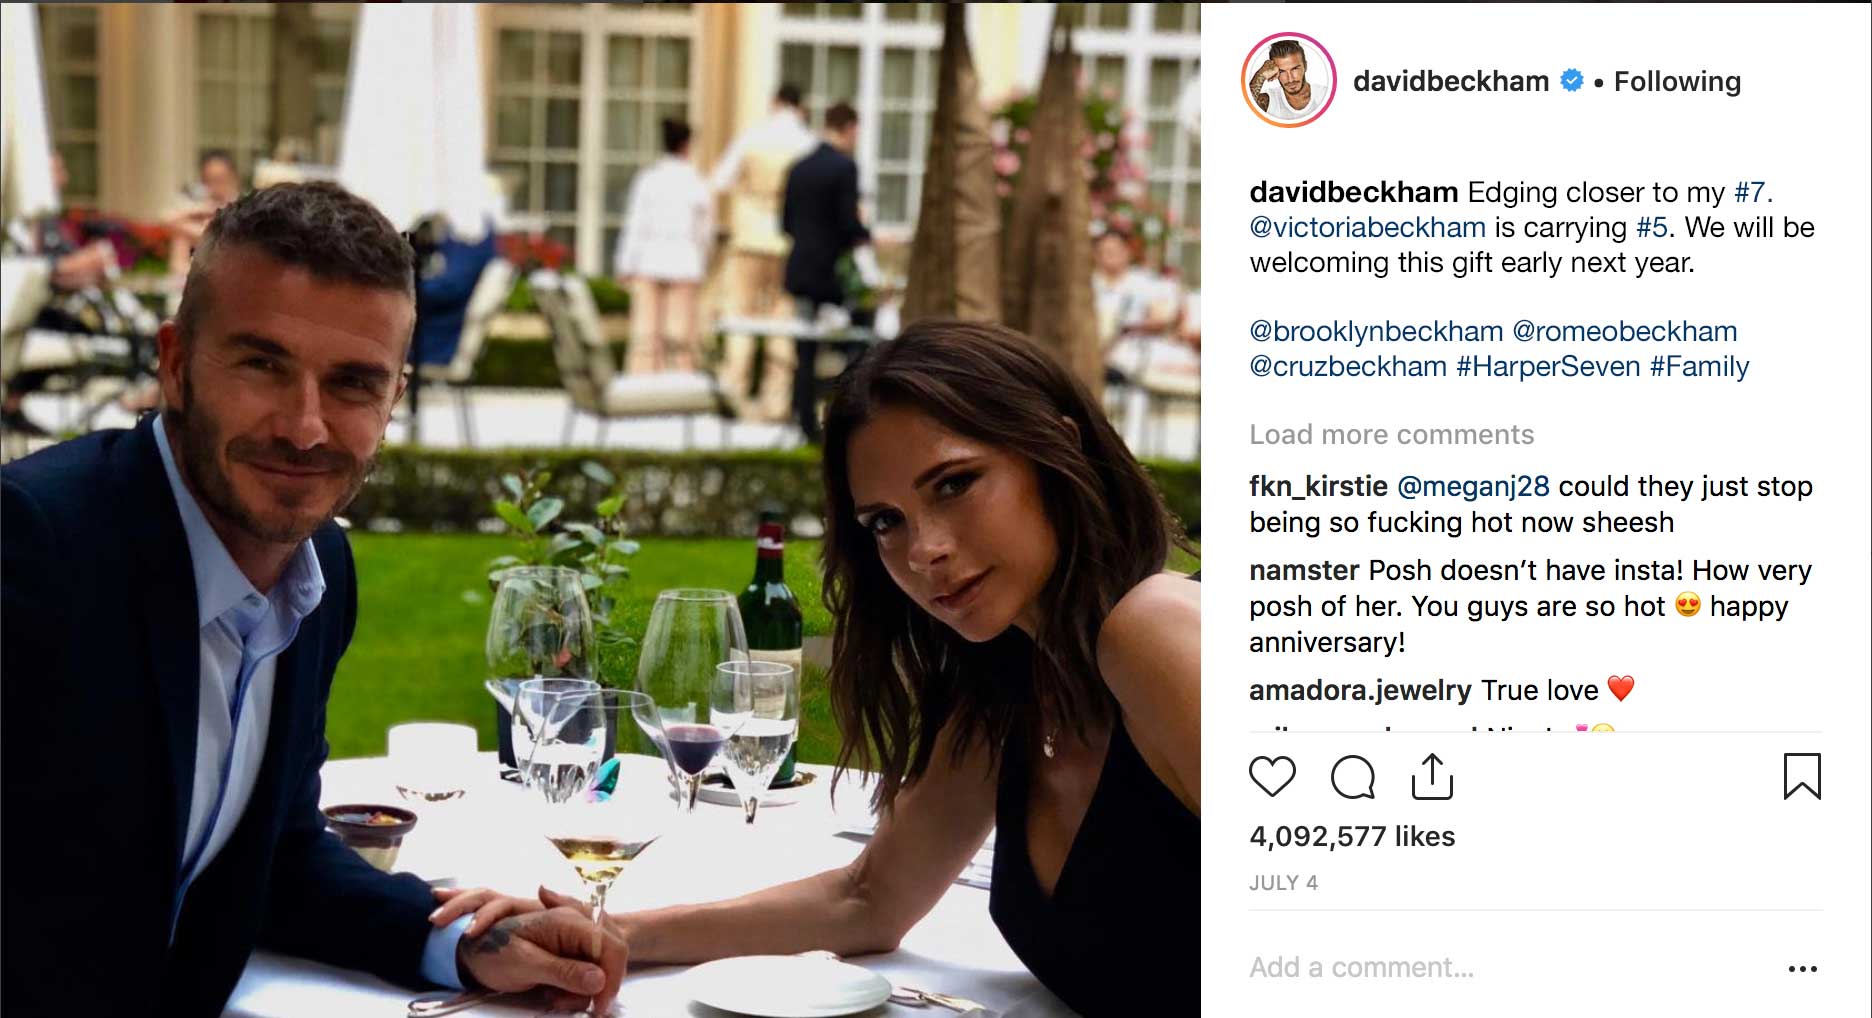 davidbeckham • Following
davidbeckham Edging closer to my #7.
@victoriabeckham is carrying #5. We will be
welcoming this gift early next year.
@brooklynbeckham @romeobeckham
@cruzbeckham #HarperSeven #Family
Load more comments
fkn_kirstie @meganj28 could they just stop
being so fucking hot now sheesh
namster Posh doesn’t have insta! How very
posh of her. You guys are so hot 😍 happy
anniversary!
amadora.jewelry True love ❤️
4,092,577 likes
JULY 4
Add a comment...